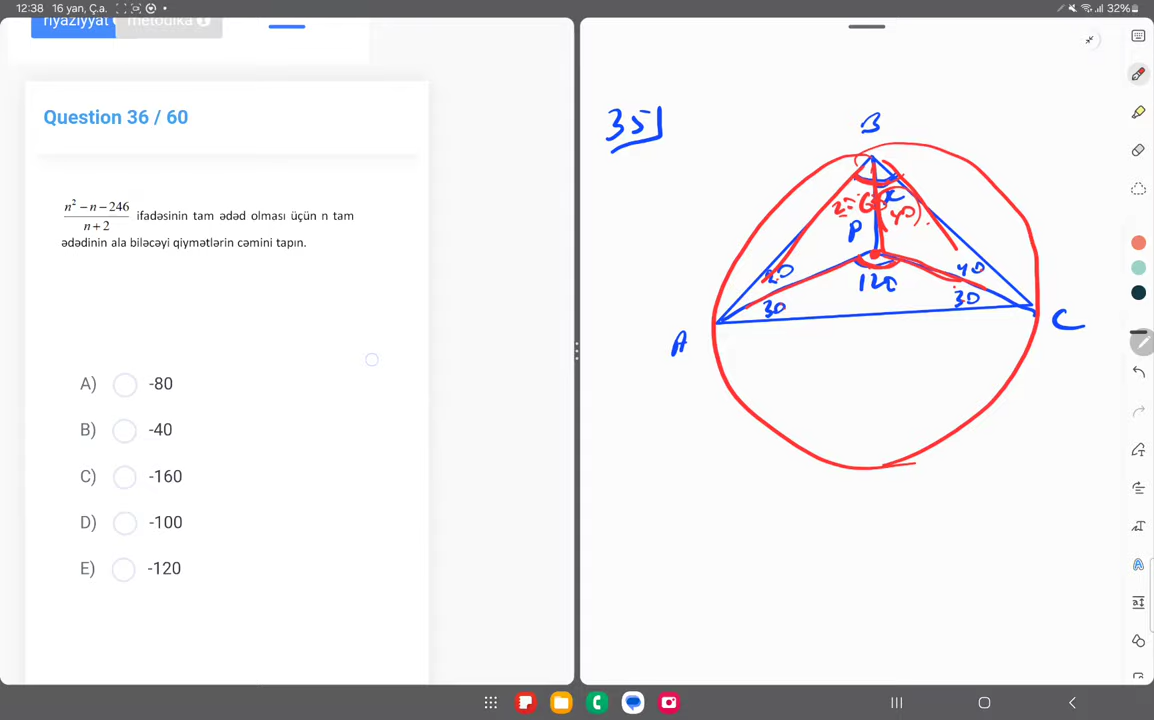 12:38 16 yan, Ç.a.
32%
riyaziyyat metodika
Question 36 / 60
n² − n − 246
n + 2
ifadəsinin tam ədəd olması üçün n tam
ədədinin ala biləcəyi qiymətlərin cəmini tapın.
A) -80
B) -40
C) -160
D) -100
E) -120
35]
B
P
40
20
40
120
30
30
A
C